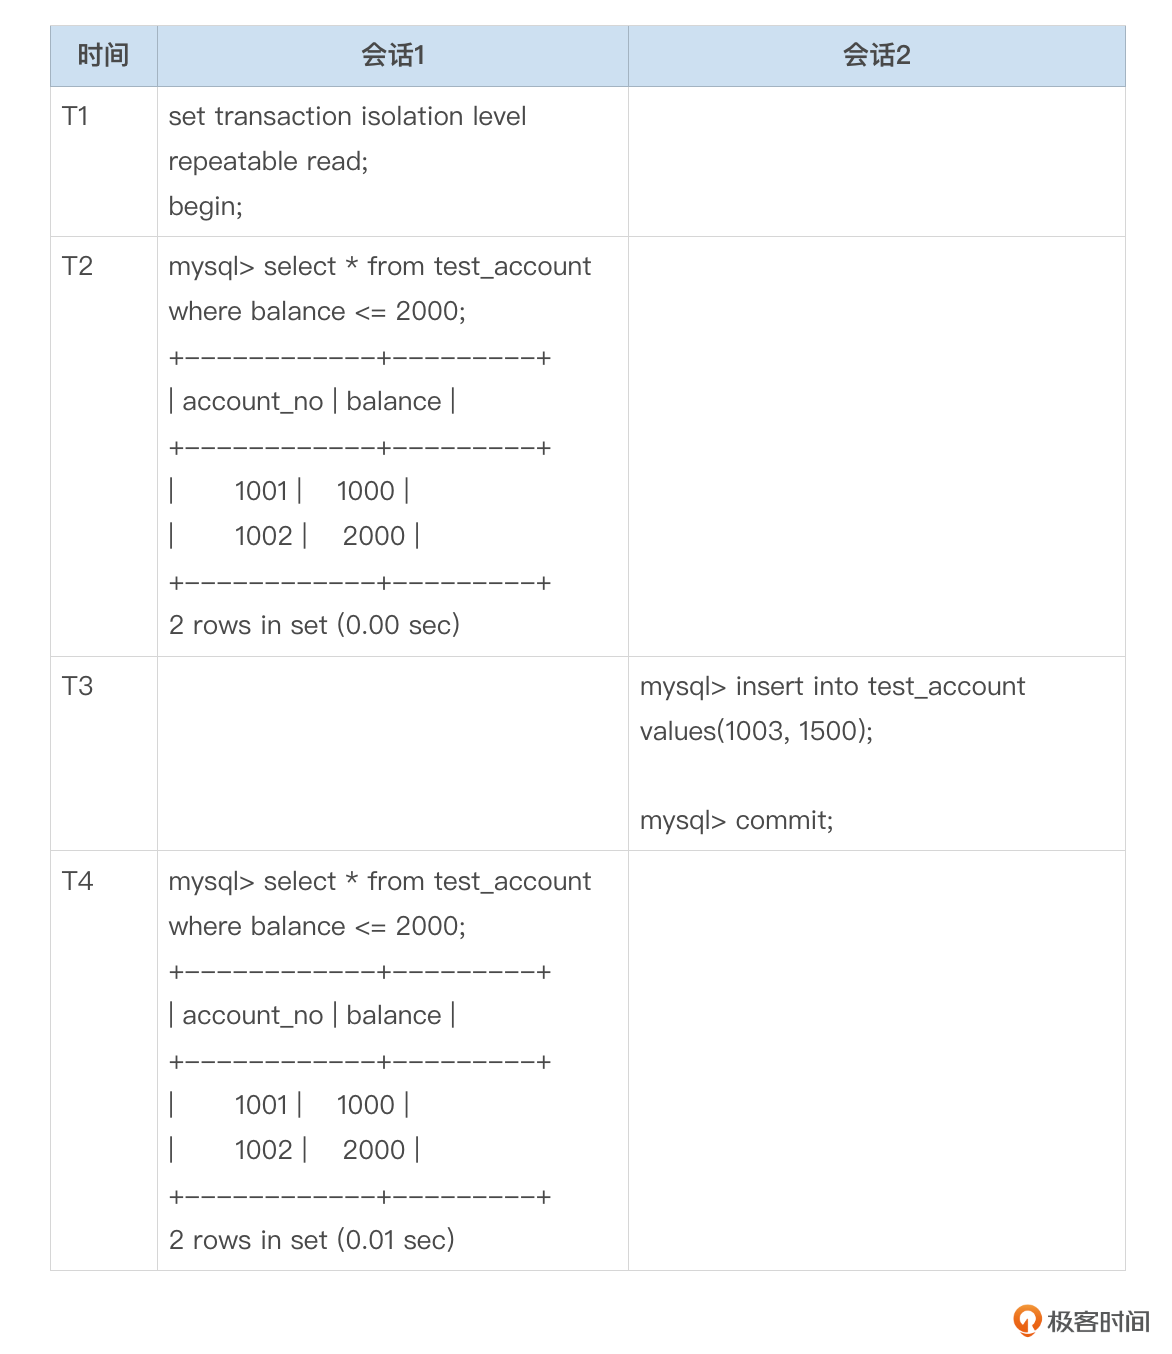 时间 会话1 会话2
T1 set transaction isolation level
repeatable read;
begin;
T2 mysql> select * from test_account
where balance <= 2000;
+------------+---------+
| account_no | balance |
+------------+---------+
|       1001 |    1000 |
|       1002 |    2000 |
+------------+---------+
2 rows in set (0.00 sec)
T3 mysql> insert into test_account
values(1003, 1500);
mysql> commit;
T4 mysql> select * from test_account
where balance <= 2000;
+------------+---------+
| account_no | balance |
+------------+---------+
|       1001 |    1000 |
|       1002 |    2000 |
+------------+---------+
2 rows in set (0.01 sec)
极客时间